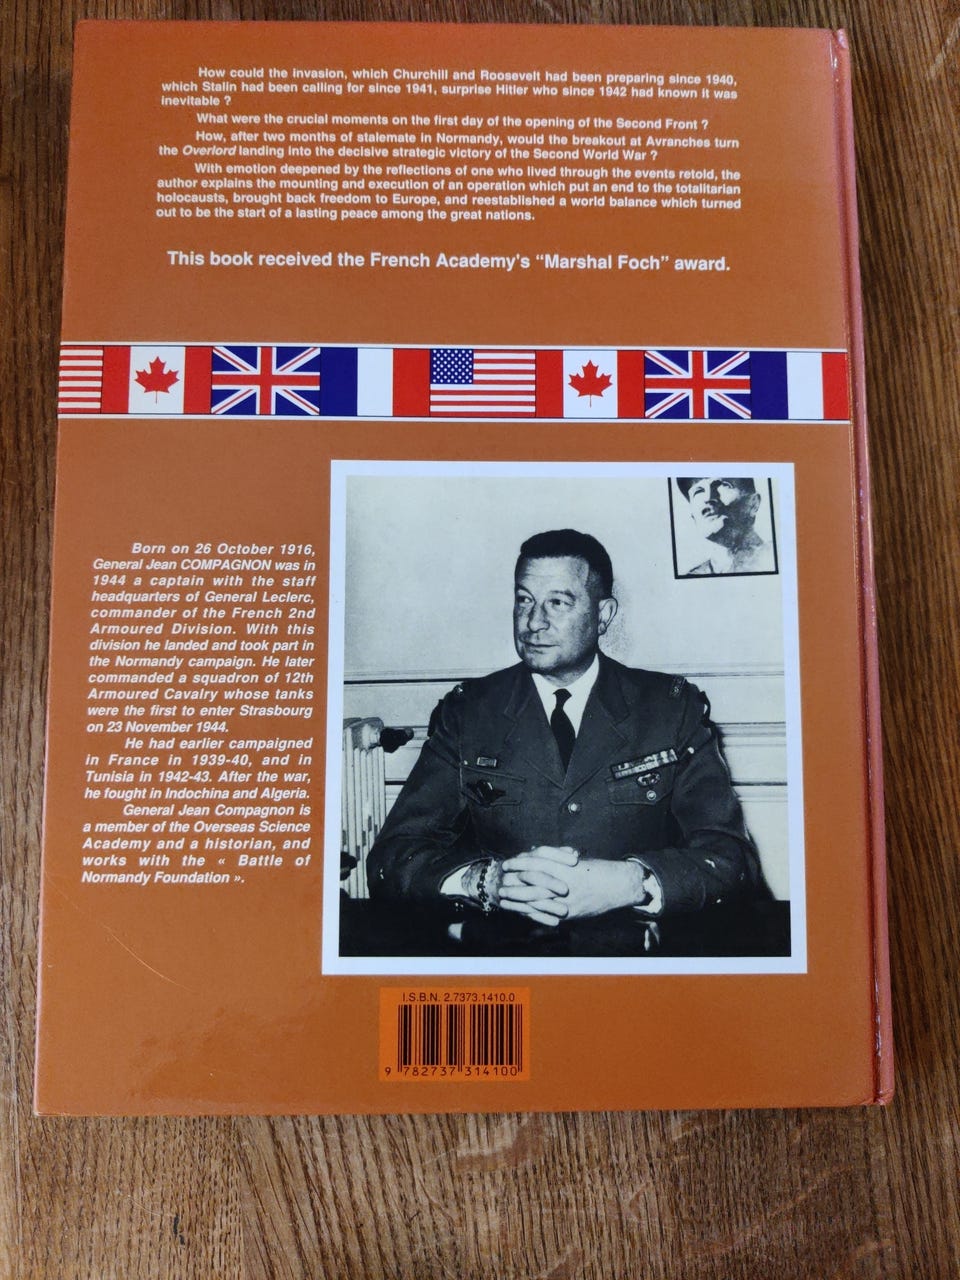 How could the invasion, which Churchill and Roosevelt had been preparing since 1940,
which Stalin had been calling for since 1941, surprise Hitler who since 1942 had known it was
inevitable ?
What were the crucial moments on the first day of the opening of the Second Front ?
How, after two months of stalemate in Normandy, would the breakout at Avranches turn
the Overlord landing into the decisive strategic victory of the Second World War ?
With emotion deepened by the reflections of one who lived through the events retold, the
author explains the mounting and execution of an operation which put an end to the totalitarian
holocausts, brought back freedom to Europe, and reestablished a world balance which turned
out to be the start of a lasting peace among the great nations.
This book received the French Academy's “Marshal Foch” award.
Born on 26 October 1916,
General Jean COMPAGNON was in
1944 a captain with the staff
headquarters of General Leclerc,
commander of the French 2nd
Armoured Division. With this
division he landed and took part in
the Normandy campaign. He later
commanded a squadron of 12th
Armoured Cavalry whose tanks
were the first to enter Strasbourg
on 23 November 1944.
He had earlier campaigned
in France in 1939-40, and in
Tunisia in 1942-43. After the war,
he fought in Indochina and Algeria.
General Jean Compagnon is
a member of the Overseas Science
Academy and a historian, and
works with the « Battle of
Normandy Foundation ».
I.S.B.N. 2.7373.1410.0
9 782737 314100